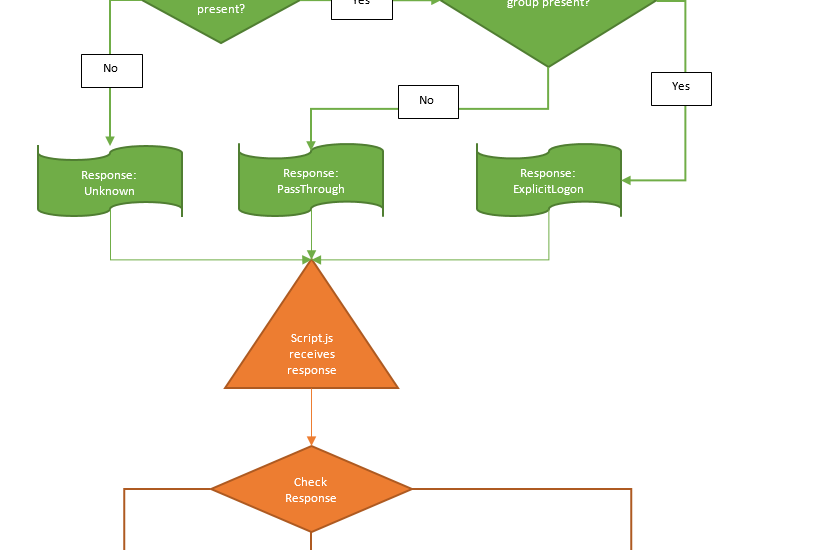 present?
Yes
group present?
No
No
Yes
Response:
Unknown
Response:
PassThrough
Response:
ExplicitLogon
Script.js
receives
response
Check
Response